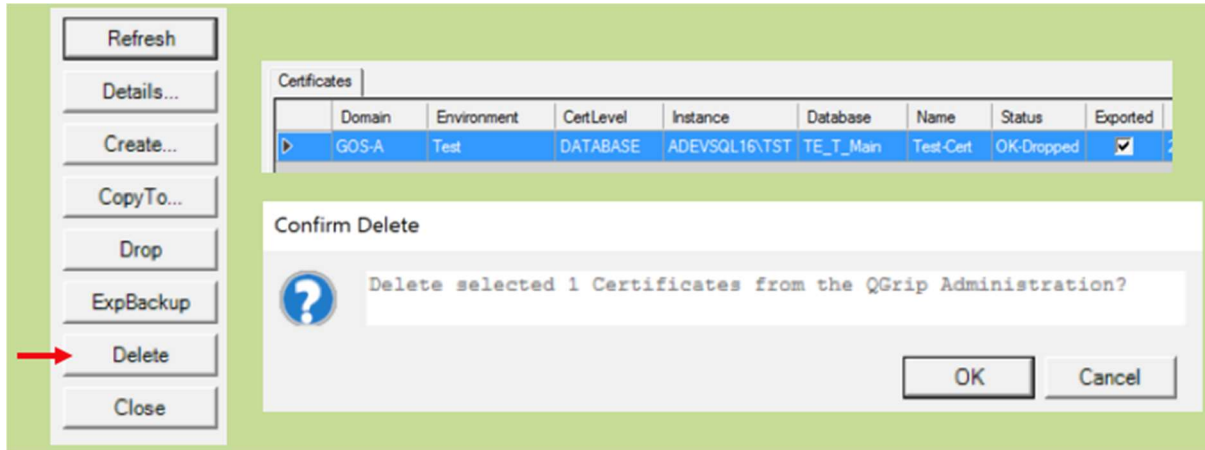 Refresh
Details...
Create...
CopyTo...
Drop
ExpBackup
Delete
Close
Certificates
Domain Environment CertLevel Instance Database Name Status Exported
GOS-A Test DATABASE ADEVSQL16\TST TE_T_Main Test-Cert OK-Dropped
Confirm Delete
Delete selected 1 Certificates from the QGrip Administration?
OK Cancel